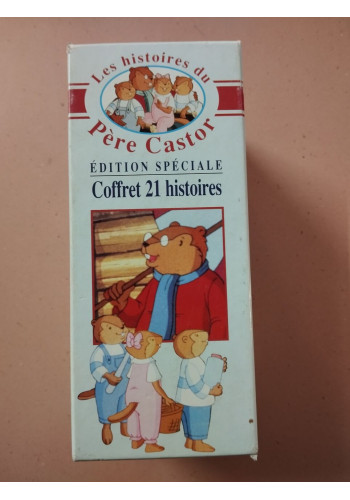 Les histoires du
Père Castor
ÉDITION SPÉCIALE
Coffret 21 histoires